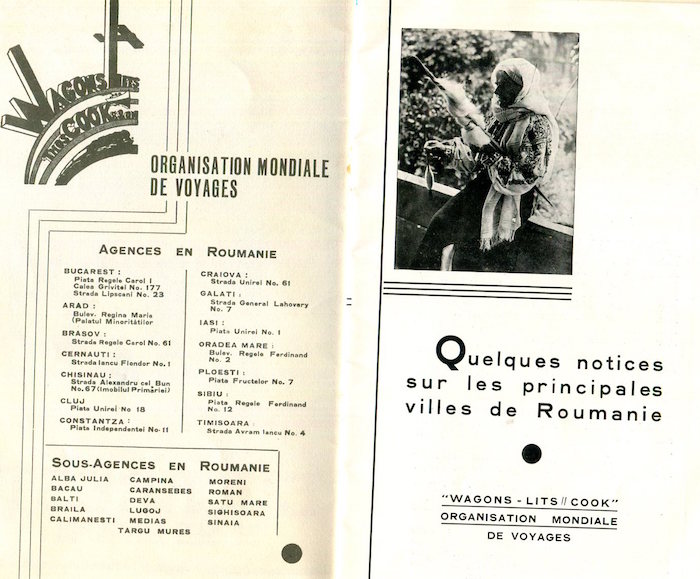 WAGONS-LITS
COOK
ORGANISATION MONDIALE
DE VOYAGES
AGENCES EN ROUMANIE
BUCAREST :
Piata Regele Carol I
Calea Grivitei No. 177
Strada Lipscani No. 23
ARAD :
Bulev. Regina Maria
(Palatul Minorităților
BRASOV :
Strada Regele Carol No. 61
CERNAUTI :
Strada Iancu Flondor No. 1
CHISINAU :
Strada Alexandru cel Bun
No. 67 (Imobilul Primăriei)
CLUJ
Piata Unirei No 18
CONSTANTZA :
Piata Independentei No-11
CRAIOVA :
Strada Unirei No. 61
GALATI :
Strada General Lahovery
No. 7
IASI :
Piata Unirei No. 1
ORADEA MARE :
Bulev. Regele Ferdinand
No. 2
PLOESTI :
Piata Fructelor No. 7
SIBIU :
Piata Regele Ferdinand
No. 12
TIMISOARA :
Strada Avram Iancu No. 4
SOUS-AGENCES EN ROUMANIE
ALBA JULIA CAMPINA MORENI
BACAU CARANSEBES ROMAN
BALTI DEVA SATU MARE
BRAILA LUGOJ SIGHISOARA
CALIMANESTI MEDIAS SINAIA
TARGU MURES
Quelques notices
sur les principales
villes de Roumanie
"WAGONS - LITS // COOK"
ORGANISATION MONDIALE
DE VOYAGES